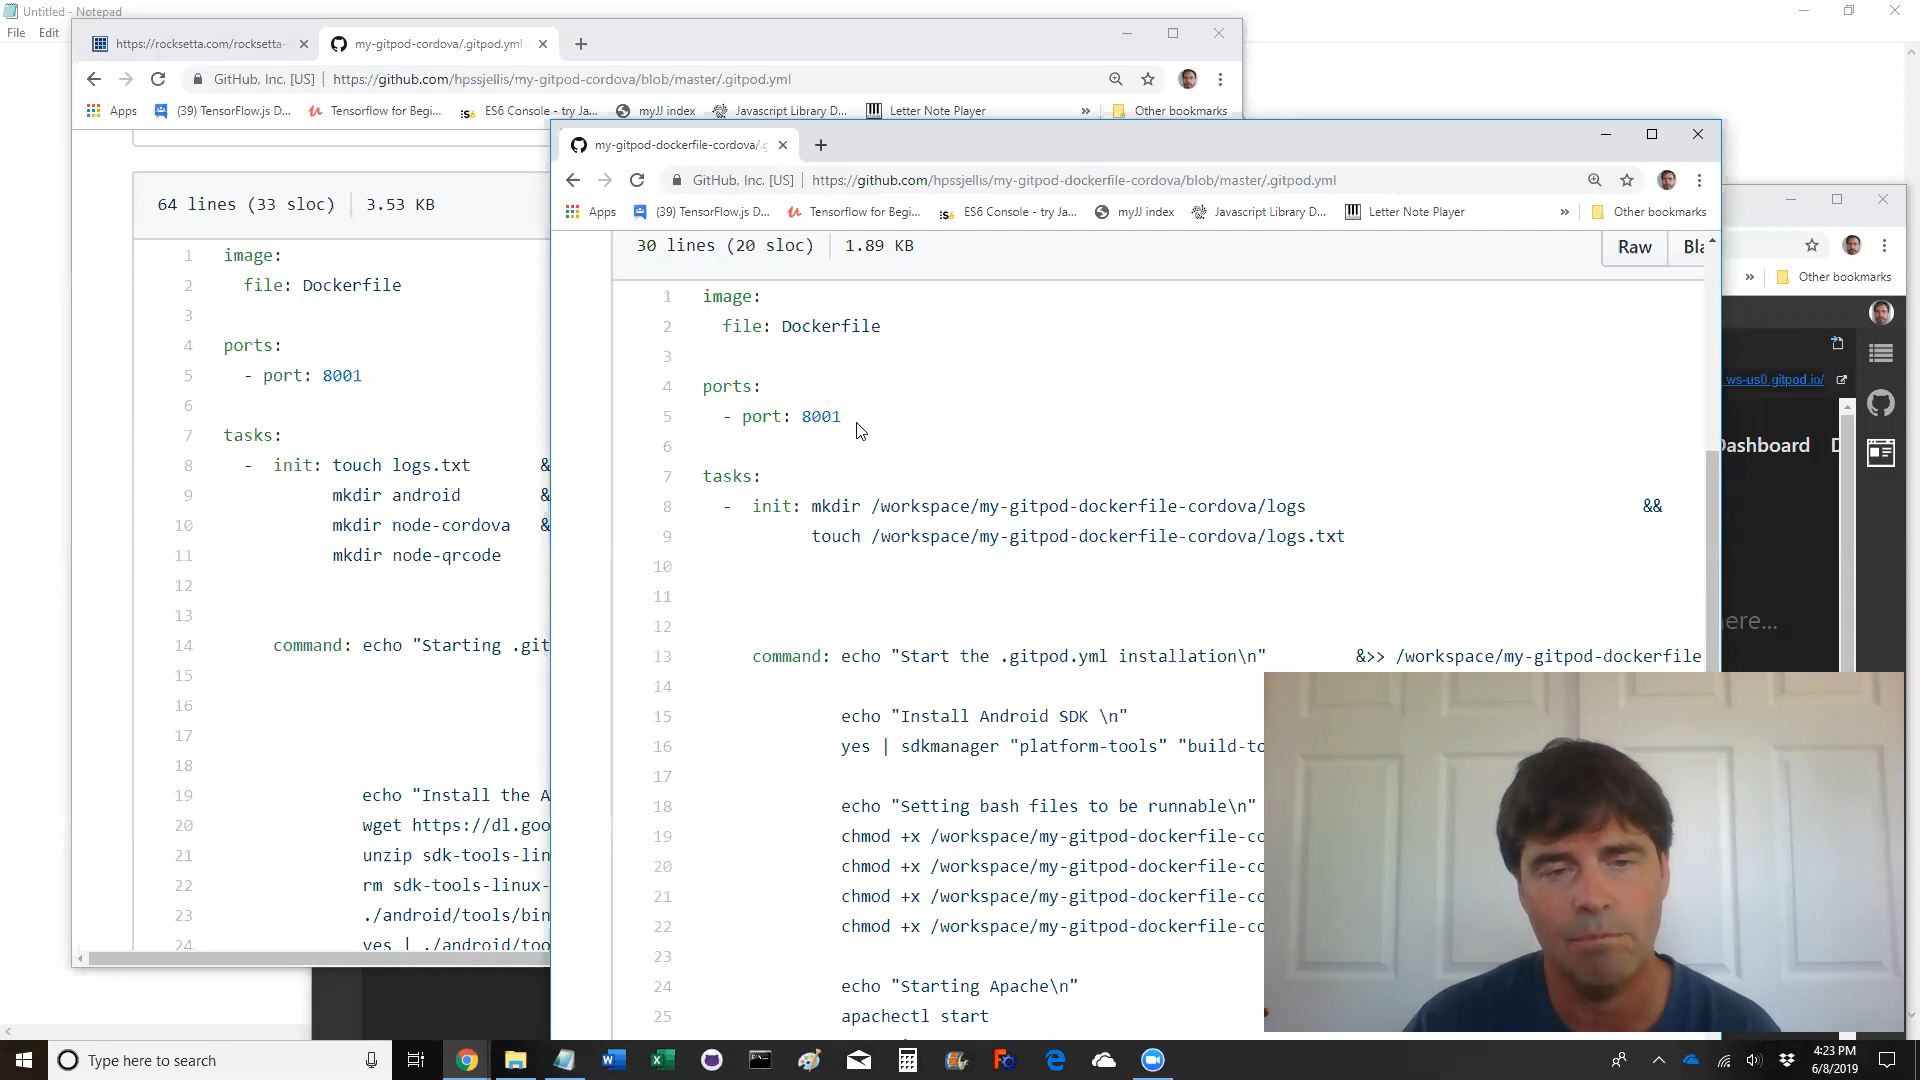 Untitled - Notepad
File Edit
https://rocksetta.com/rocksetta-
my-gitpod-cordova/.gitpod.yml
GitHub, Inc. [US] | https://github.com/hpssjellis/my-gitpod-cordova/blob/master/.gitpod.yml
Apps (39) TensorFlow.js D... Tensorflow for Begi... ES6 Console - try Ja... myJJ index Javascript Library D... Letter Note Player » Other bookmarks
64 lines (33 sloc) 3.53 KB
1 image:
2 file: Dockerfile
3
4 ports:
5 - port: 8001
6
7 tasks:
8 - init: touch logs.txt &
9 mkdir android &
10 mkdir node-cordova &
11 mkdir node-qrcode
12
13
14 command: echo "Starting .git
15
16
17
18
19 echo "Install the A
20 wget https://dl.goo
21 unzip sdk-tools-lin
22 rm sdk-tools-linux-
23 ./android/tools/bin
24 yes | ./android/too
my-gitpod-dockerfile-cordova/.g
GitHub, Inc. [US] | https://github.com/hpssjellis/my-gitpod-dockerfile-cordova/blob/master/.gitpod.yml
Apps (39) TensorFlow.js D... Tensorflow for Begi... ES6 Console - try Ja... myJJ index Javascript Library D... Letter Note Player » Other bookmarks
30 lines (20 sloc) 1.89 KB
Raw Bla
1 image:
2 file: Dockerfile
3
4 ports:
5 - port: 8001
6
7 tasks:
8 - init: mkdir /workspace/my-gitpod-dockerfile-cordova/logs &&
9 touch /workspace/my-gitpod-dockerfile-cordova/logs.txt
10
11
12
13 command: echo "Start the .gitpod.yml installation\n" &>> /workspace/my-gitpod-dockerfile
14
15 echo "Install Android SDK \n"
16 yes | sdkmanager "platform-tools" "build-to
17
18 echo "Setting bash files to be runnable\n"
19 chmod +x /workspace/my-gitpod-dockerfile-co
20 chmod +x /workspace/my-gitpod-dockerfile-co
21 chmod +x /workspace/my-gitpod-dockerfile-co
22 chmod +x /workspace/my-gitpod-dockerfile-co
23
24 echo "Starting Apache\n"
25 apachectl start
» Other bookmarks
.ws-us0.gitpod.io/
Dashboard D
ere...
Type here to search
4:23 PM
6/8/2019